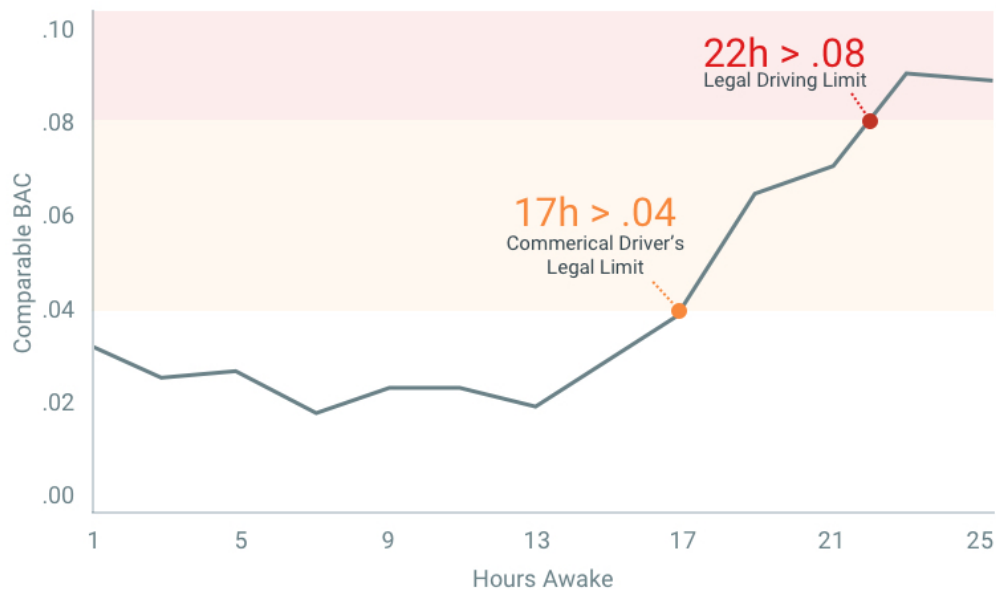 .10
22h > .08
Legal Driving Limit
.08
Comparable BAC
.06
17h > .04
Commerical Driver's
Legal Limit
.04
.02
.00
1 5 9 13 17 21 25
Hours Awake